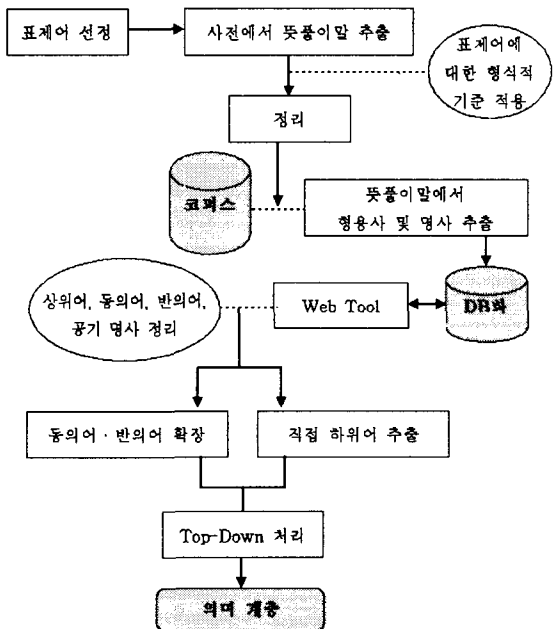 표제어 선정
사전에서 뜻풀이말 추출
표제어에
대한 형식적
기준 적용
정리
코퍼스
뜻풀이말에서
형용사 및 명사 추출
상위어, 동의어, 반의어,
공기 명사 정리
Web Tool
DB화
동의어·반의어 확장
직접 하위어 추출
Top-Down 처리
의미 계층